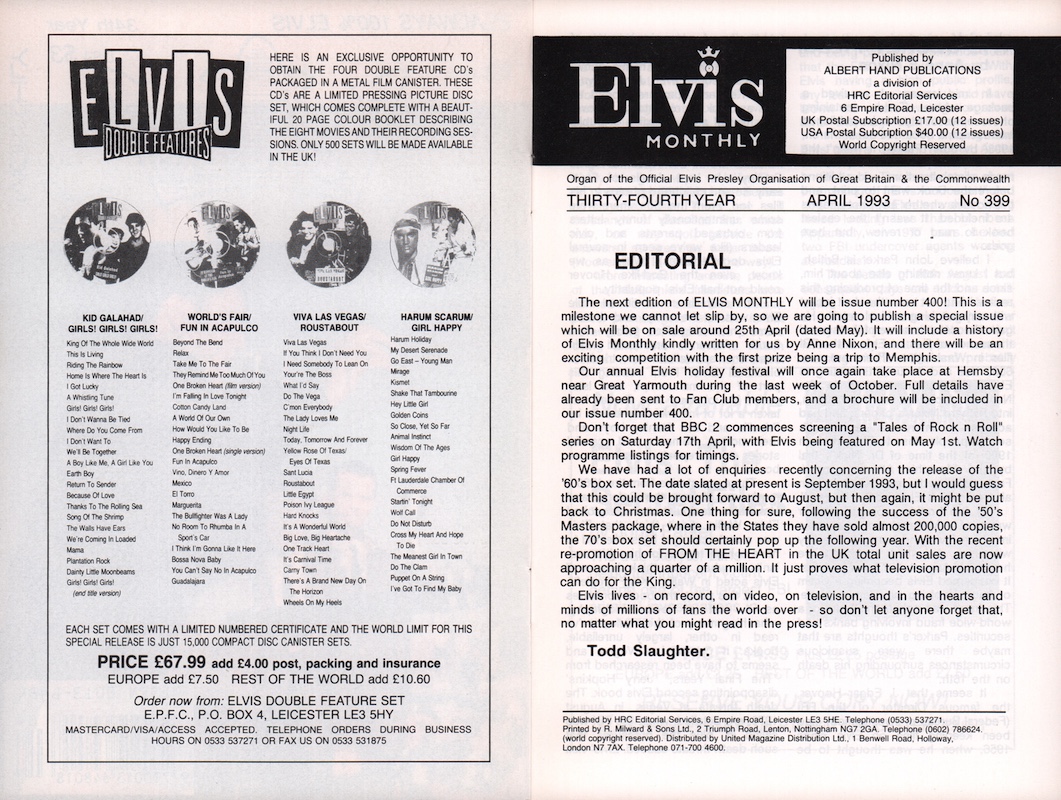 ELVIS
DOUBLE FEATURES
HERE IS AN EXCLUSIVE OPPORTUNITY TO
OBTAIN THE FOUR DOUBLE FEATURE CD's
PACKAGED IN A METAL FILM CANISTER. THESE
CD's ARE A LIMITED PRESSING PICTURE DISC
SET, WHICH COMES COMPLETE WITH A BEAUT-
IFUL 20 PAGE COLOUR BOOKLET DESCRIBING
THE EIGHT MOVIES AND THEIR RECORDING SES-
SIONS. ONLY 500 SETS WILL BE MADE AVAILABLE
IN THE UK!
KID GALAHAD/
GIRLS! GIRLS! GIRLS!
King Of The Whole Wide World
This Is Living
Riding The Rainbow
Home Is Where The Heart Is
I Got Lucky
A Whistling Tune
Girls! Girls! Girls!
I Don't Wanna Be Tied
Where Do You Come From
I Don't Want To
We'll Be Together
A Boy Like Me, A Girl Like You
Earth Boy
Return To Sender
Because Of Love
Thanks To The Rolling Sea
Song Of The Shrimp
The Walls Have Ears
We're Coming In Loaded
Mama
Plantation Rock
Dainty Little Moonbeams
Girls! Girls! Girls!
(end title version)
WORLD'S FAIR/
FUN IN ACAPULCO
Beyond The Bend
Relax
Take Me To The Fair
They Remind Me Too Much Of You
One Broken Heart (film version)
I'm Falling In Love Tonight
Cotton Candy Land
A World Of Our Own
How Would You Like To Be
Happy Ending
One Broken Heart (single version)
Fun In Acapulco
Vino, Dinero Y Amor
Mexico
El Torro
Marguerita
The Bullfighter Was A Lady
No Room To Rhumba In A
Sport's Car
I Think I'm Gonna Like It Here
Bossa Nova Baby
You Can't Say No In Acapulco
Guadalajara
VIVA LAS VEGAS/
ROUSTABOUT
Viva Las Vegas
If You Think I Don't Need You
I Need Somebody To Lean On
Your're The Boss
What I'd Say
Do The Vega
C'mon Everybody
The Lady Loves Me
Night Life
Today, Tomorrow And Forever
Yellow Rose Of Texas/
Eyes Of Texas
Sant Lucia
Roustabout
Little Egypt
Poison Ivy League
Hard Knocks
It's A Wonderful World
Big Love, Big Heartache
One Track Heart
It's Carnival Time
Carny Town
There's A Brand New Day On
The Horizon
Wheels On My Heels
HARUM SCARUM/
GIRL HAPPY
Harum Holiday
My Desert Serenade
Go East – Young Man
Mirage
Kismet
Shake That Tambourine
Hey Little Girl
Golden Coins
So Close, Yet So Far
Animal Instinct
Wisdom Of The Ages
Girl Happy
Spring Fever
Ft Lauderdale Chamber Of
Commerce
Startin' Tonight
Wolf Call
Do Not Disturb
Cross My Heart And Hope
To Die
The Meanest Girl In Town
Do The Clam
Puppet On A String
I've Got To Find My Baby
EACH SET COMES WITH A LIMITED NUMBERED CERTIFICATE AND THE WORLD LIMIT FOR THIS
SPECIAL RELEASE IS JUST 15,000 COMPACT DISC CANISTER SETS.
PRICE £67.99 add £4.00 post, packing and insurance
EUROPE add £7.50 REST OF THE WORLD add £10.60
Order now from: ELVIS DOUBLE FEATURE SET
E.P.F.C., P.O. BOX 4, LEICESTER LE3 5HY
MASTERCARD/VISA/ACCESS ACCEPTED. TELEPHONE ORDERS DURING BUSINESS
HOURS ON 0533 537271 OR FAX US ON 0533 531875
Elvis
MONTHLY
Published by
ALBERT HAND PUBLICATIONS
a division of
HRC Editorial Services
6 Empire Road, Leicester
UK Postal Subcription £17.00 (12 issues)
USA Postal Subcription $40.00 (12 issues)
World Copyright Reserved
Organ of the Official Elvis Presley Organisation of Great Britain & the Commonwealth
THIRTY-FOURTH YEAR APRIL 1993 No 399
EDITORIAL
The next edition of ELVIS MONTHLY will be issue number 400! This is a
milestone we cannot let slip by, so we are going to publish a special issue
which will be on sale around 25th April (dated May). It will include a history
of Elvis Monthly kindly written for us by Anne Nixon, and there will be an
exciting competition with the first prize being a trip to Memphis.
Our annual Elvis holiday festival will once again take place at Hemsby
near Great Yarmouth during the last week of October. Full details have
already been sent to Fan Club members, and a brochure will be included in
our issue number 400.
Don't forget that BBC 2 commences screening a "Tales of Rock n Roll"
series on Saturday 17th April, with Elvis being featured on May 1st. Watch
programme listings for timings.
We have had a lot of enquiries recently concerning the release of the
'60's box set. The date slated at present is September 1993, but I would guess
that this could be brought forward to August, but then again, it might be put
back to Christmas. One thing for sure, following the success of the '50's
Masters package, where in the States they have sold almost 200,000 copies,
the 70's box set should certainly pop up the following year. With the recent
re-promotion of FROM THE HEART in the UK total unit sales are now
approaching a quarter of a million. It just proves what television promotion
can do for the King.
Elvis lives - on record, on video, on television, and in the hearts and
minds of millions of fans the world over - so don't let anyone forget that,
no matter what you might read in the press!
Todd Slaughter.
Published by HRC Editorial Services, 6 Empire Road, Leicester LE3 5HE. Telephone (0533) 537271.
Printed by R. Milward & Sons Ltd., 2 Triumph Road, Lenton, Nottingham NG7 2GA. Telephone (0602) 786624.
(world copyright reserved). Distributed by United Magazine Distribution Ltd., 1 Benwell Road, Holloway,
London N7 7AX. Telephone 071-700 4600.